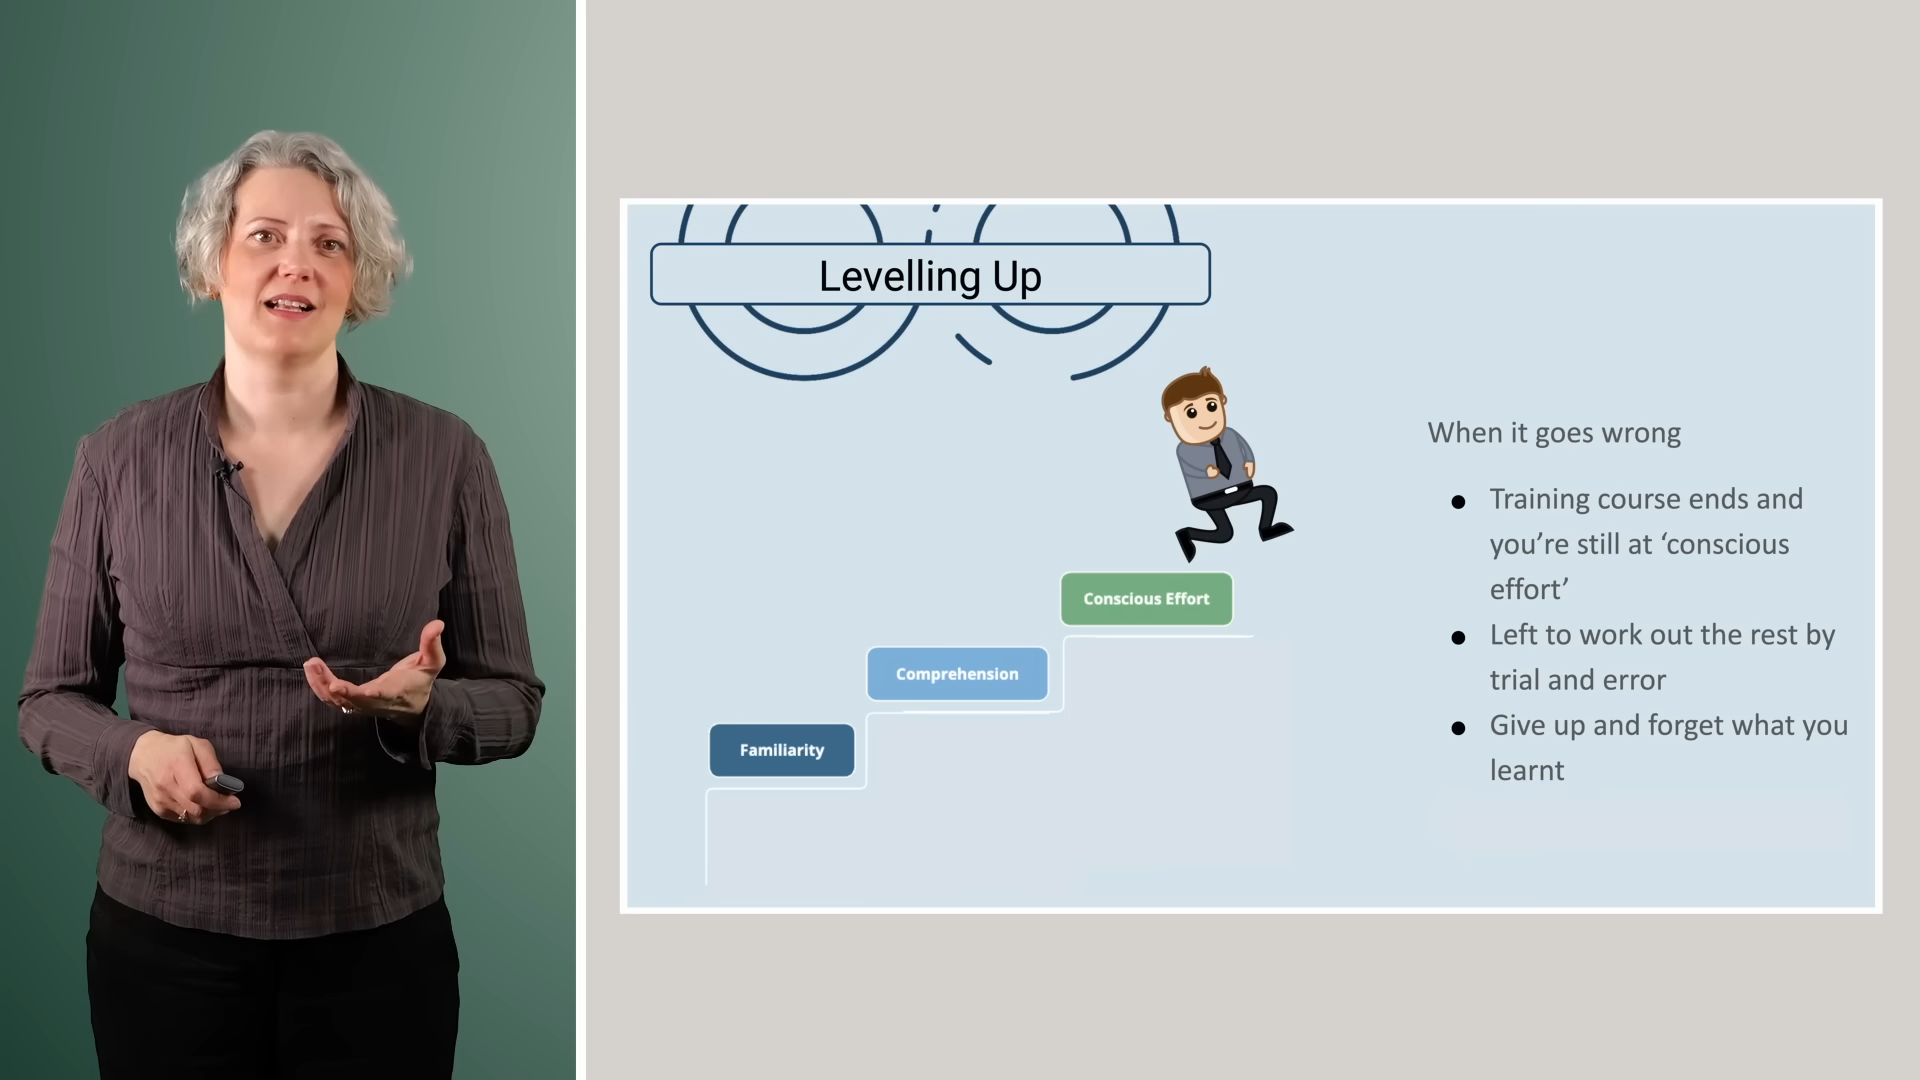 Levelling Up
When it goes wrong
Training course ends and
you’re still at ‘conscious
effort’
Left to work out the rest by
trial and error
Give up and forget what you
learnt
Conscious Effort
Comprehension
Familiarity